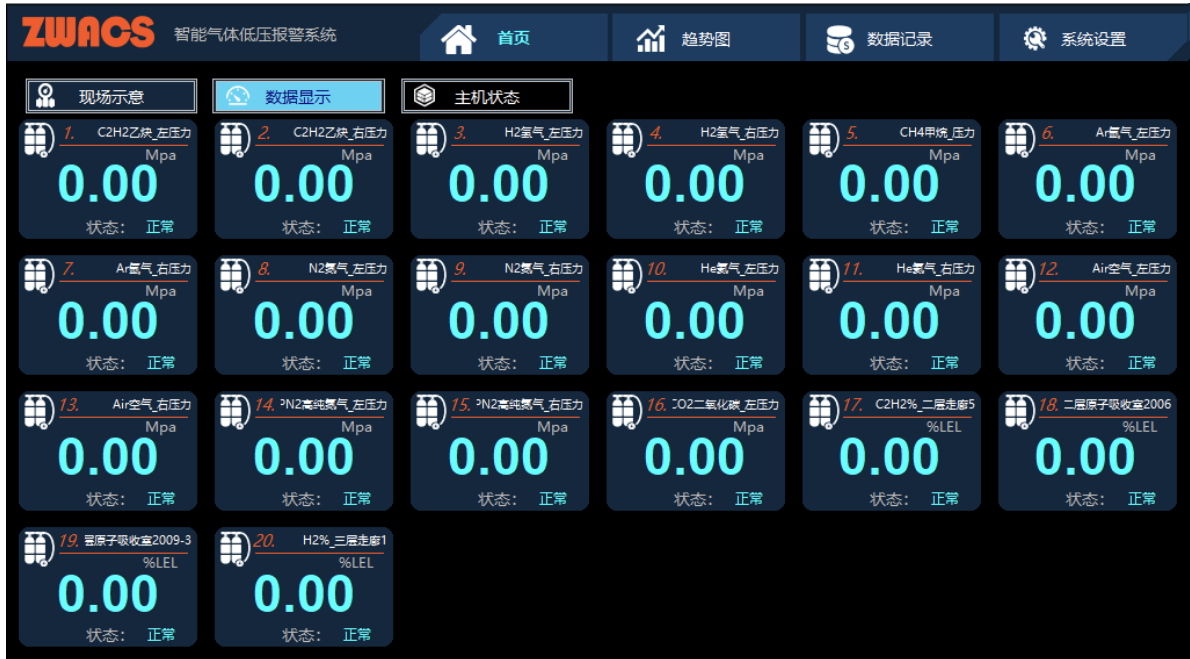 ZWACS 智能气体低压报警系统 首页 趋势图 数据记录 系统设置
现场示意 数据显示 主机状态
1. C2H2乙炔_左压力 2. C2H2乙炔_右压力 3. H2氢气_左压力 4. H2氢气_右压力 5. CH4甲烷_压力 6. Ar氩气_左压力
Mpa Mpa Mpa Mpa Mpa Mpa
0.00 0.00 0.00 0.00 0.00 0.00
状态: 正常 状态: 正常 状态: 正常 状态: 正常 状态: 正常 状态: 正常
7. Ar氩气_右压力 8. N2氮气_左压力 9. N2氮气_右压力 10. He氦气_左压力 11. He氦气_右压力 12. Air空气_左压力
Mpa Mpa Mpa Mpa Mpa Mpa
0.00 0.00 0.00 0.00 0.00 0.00
状态: 正常 状态: 正常 状态: 正常 状态: 正常 状态: 正常 状态: 正常
13. Air空气_右压力 14. PN2高纯氮气_左压力 15. PN2高纯氮气_右压力 16. CO2二氧化碳_左压力 17. C2H2%_二层走廊5 18. 二层原子吸收室2006
Mpa Mpa Mpa Mpa %LEL %LEL
0.00 0.00 0.00 0.00 0.00 0.00
状态: 正常 状态: 正常 状态: 正常 状态: 正常 状态: 正常 状态: 正常
19. 层原子吸收室2009-3 20. H2%_三层走廊1
%LEL %LEL
0.00 0.00
状态: 正常 状态: 正常